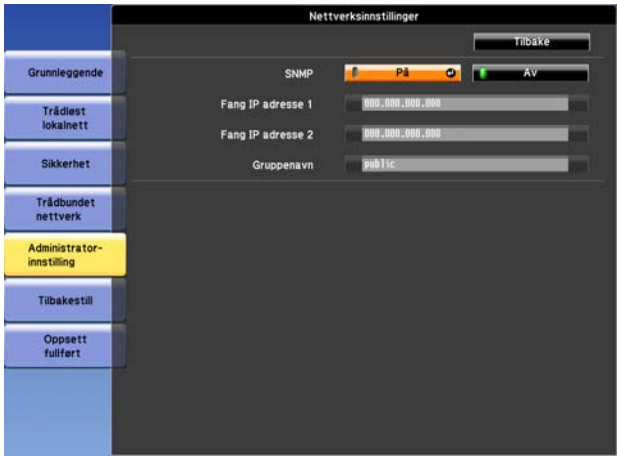 Nettverksinnstillinger
Tilbake
Grunnleggende
Trådløst
lokalnett
Sikkerhet
Trådbundet
nettverk
Administrator-
innstilling
Tilbakestill
Oppsett
fullført
SNMP På Av
Fang IP adresse 1 000.000.000.000
Fang IP adresse 2 000.000.000.000
Gruppenavn public